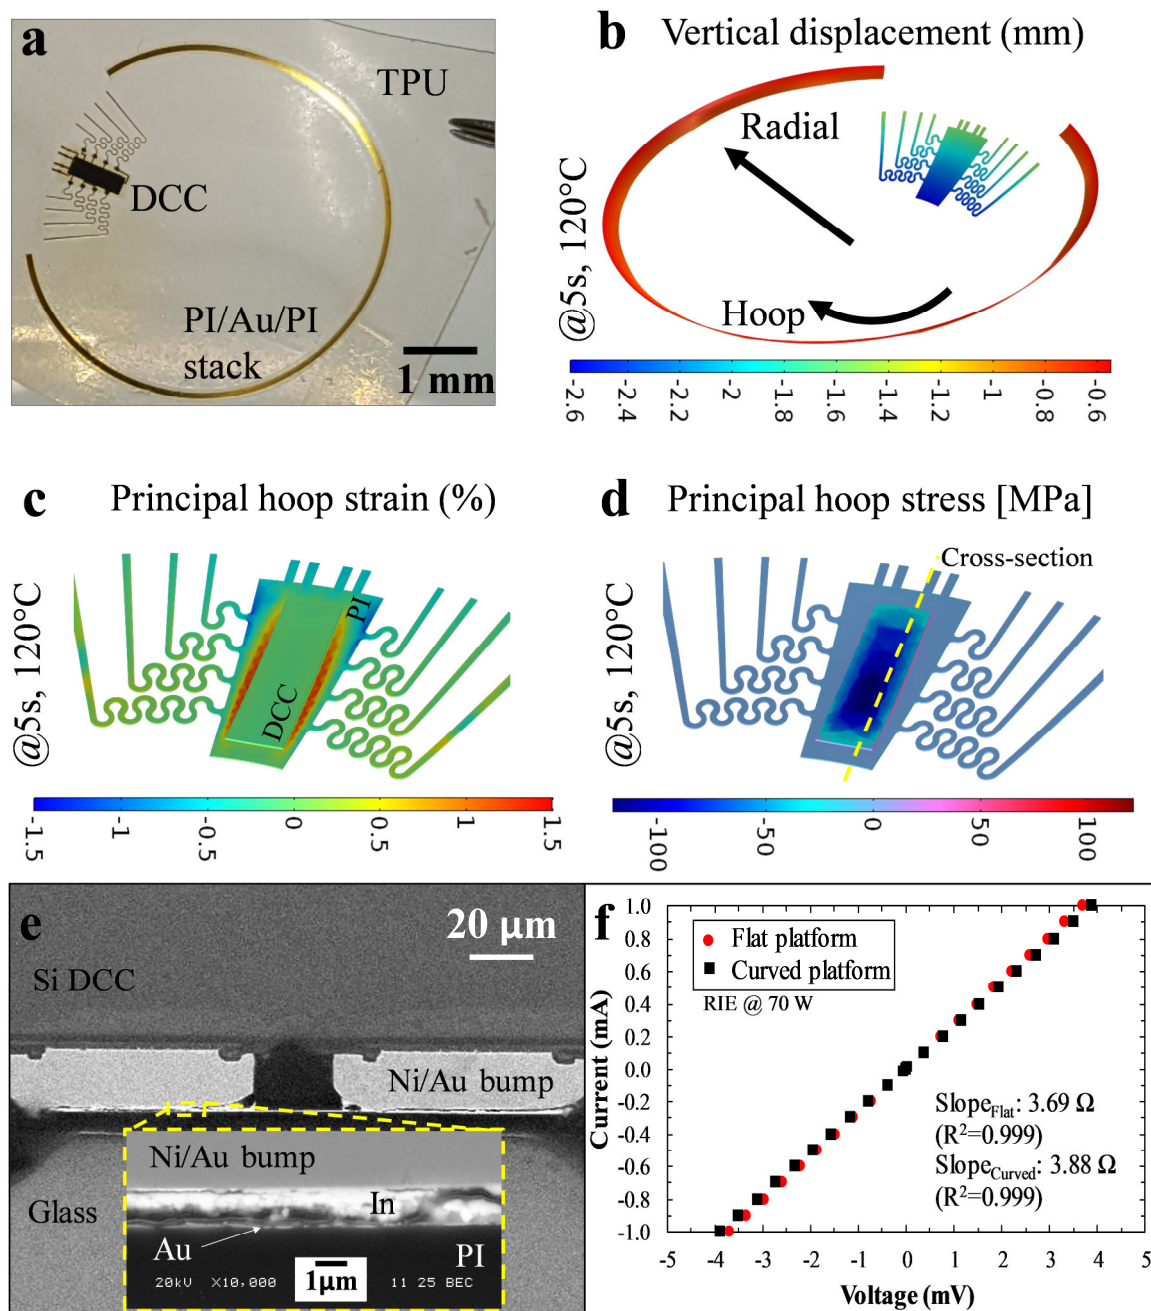 a
TPU
DCC
PI/Au/PI
stack
1 mm
b Vertical displacement (mm)
@5s, 120°C
Radial
Hoop
-2.6 -2.4 -2.2 -2 -1.8 -1.6 -1.4 -1.2 -1 -0.8 -0.6
c Principal hoop strain (%)
@5s, 120°C
PI
DCC
-1.5 -1 -0.5 0 0.5 1 1.5
d Principal hoop stress [MPa]
Cross-section
@5s, 120°C
-100 -50 0 50 100
e
20 µm
Si DCC
Ni/Au bump
Ni/Au bump
In
Glass
Au
PI
20kV X10,000 1µm 11 25 BEC
f
Flat platform
Curved platform
RIE @ 70 W
Slope_Flat: 3.69 Ω
(R²=0.999)
Slope_Curved: 3.88 Ω
(R²=0.999)
Current (mA)
1.0
0.8
0.6
0.4
0.2
0.0
-0.2
-0.4
-0.6
-0.8
-1.0
-5 -4 -3 -2 -1 0 1 2 3 4 5
Voltage (mV)